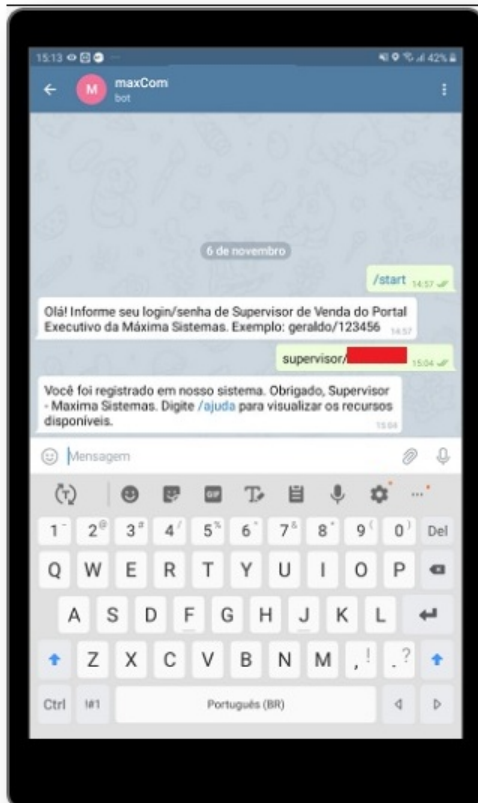 15:13
42%
M
maxCom
bot
6 de novembro
/start 14:57
Olá! Informe seu login/senha de Supervisor de Venda do Portal
Executivo da Máxima Sistemas. Exemplo: geraldo/123456 14:57
supervisor/ 15:04
Você foi registrado em nosso sistema. Obrigado, Supervisor
- Maxima Sistemas. Digite /ajuda para visualizar os recursos
disponíveis.
Mensagem
T GIF T
1 - 2 @ 3 # 4 / 5 % 6 ^ 7 & 8 * 9 ( 0 ) Del
Q W E R T Y U I O P
A S D F G H J K L
Z X C V B N M , ! . ?
Ctrl !#1 Português (BR)